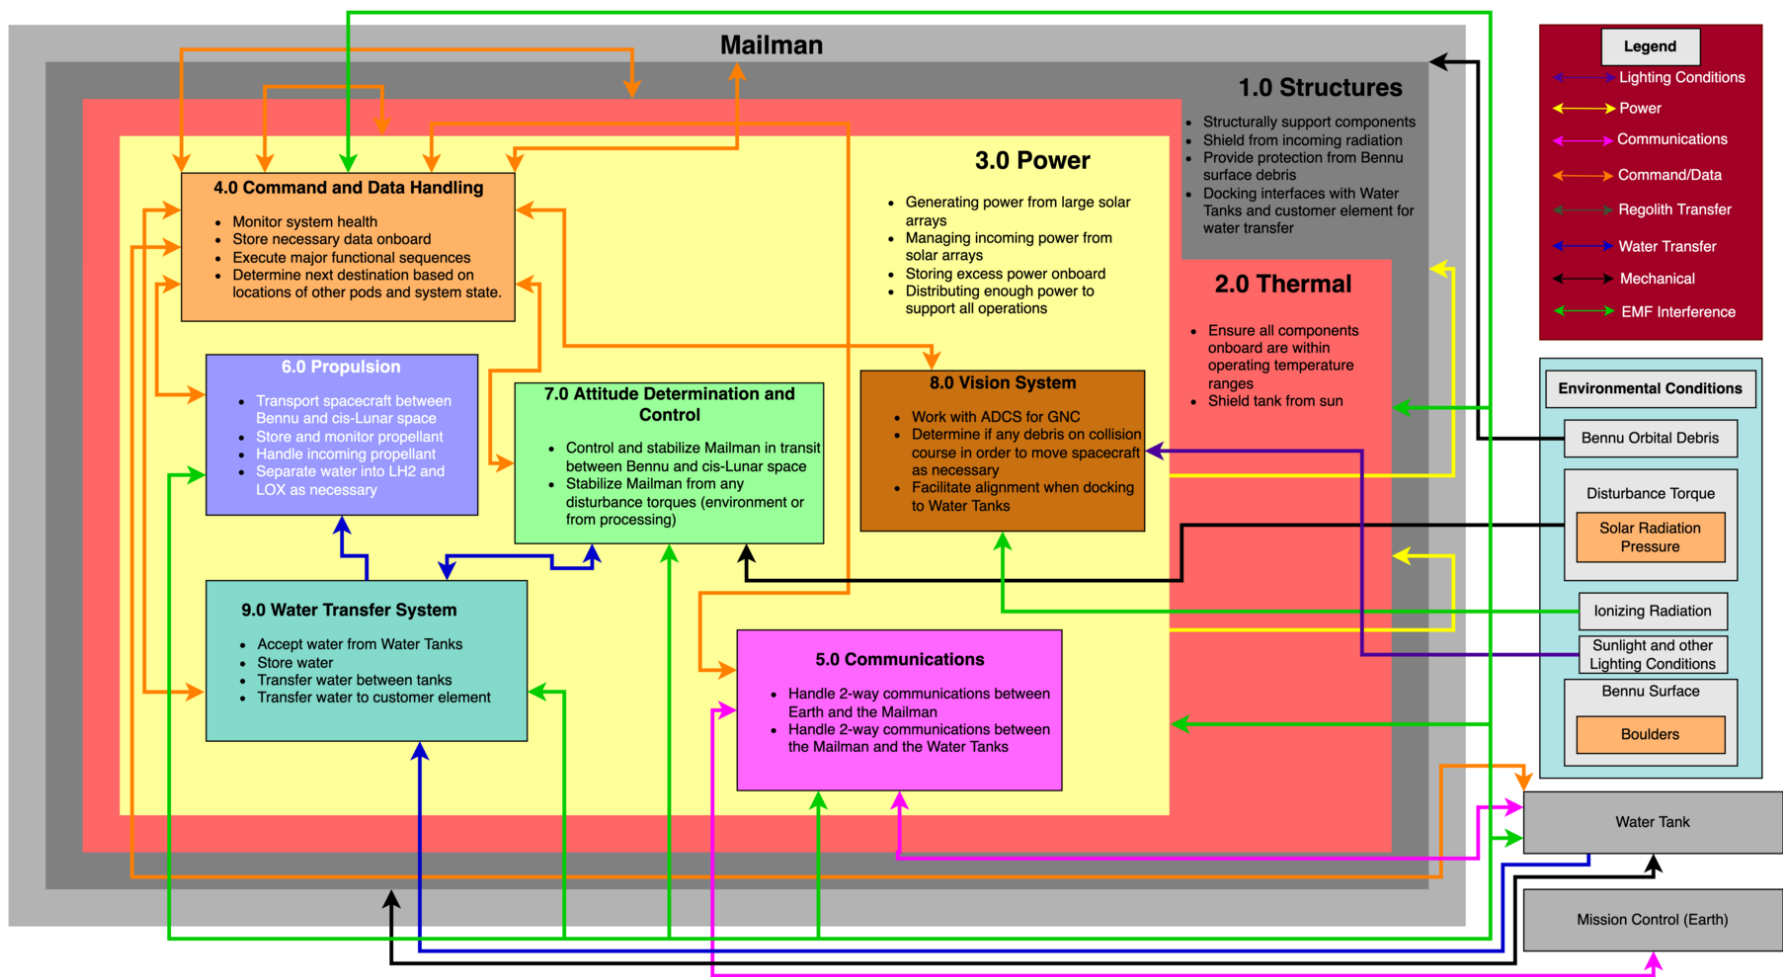 Mailman
1.0 Structures
• Structurally support components
• Shield from incoming radiation
• Provide protection from Bennu
surface debris
• Docking interfaces with Water
Tanks and customer element for
water transfer
2.0 Thermal
• Ensure all components
onboard are within
operating temperature
ranges
• Shield tank from sun
3.0 Power
• Generating power from large solar
arrays
• Managing incoming power from
solar arrays
• Storing excess power onboard
• Distributing enough power to
support all operations
4.0 Command and Data Handling
• Monitor system health
• Store necessary data onboard
• Execute major functional sequences
• Determine next destination based on
locations of other pods and system state.
6.0 Propulsion
• Transport spacecraft between
Bennu and cis-Lunar space
• Store and monitor propellant
• Handle incoming propellant
• Separate water into LH2 and
LOX as necessary
7.0 Attitude Determination and
Control
• Control and stabilize Mailman in transit
between Bennu and cis-Lunar space
• Stabilize Mailman from any
disturbance torques (environment or
from processing)
8.0 Vision System
• Work with ADCS for GNC
• Determine if any debris on collision
course in order to move spacecraft
as necessary
• Facilitate alignment when docking
to Water Tanks
9.0 Water Transfer System
• Accept water from Water Tanks
• Store water
• Transfer water between tanks
• Transfer water to customer element
5.0 Communications
• Handle 2-way communications between
Earth and the Mailman
• Handle 2-way communications between
the Mailman and the Water Tanks
Legend
Lighting Conditions
Power
Communications
Command/Data
Regolith Transfer
Water Transfer
Mechanical
EMF Interference
Environmental Conditions
Bennu Orbital Debris
Disturbance Torque
Solar Radiation
Pressure
Ionizing Radiation
Sunlight and other
Lighting Conditions
Bennu Surface
Boulders
Water Tank
Mission Control (Earth)